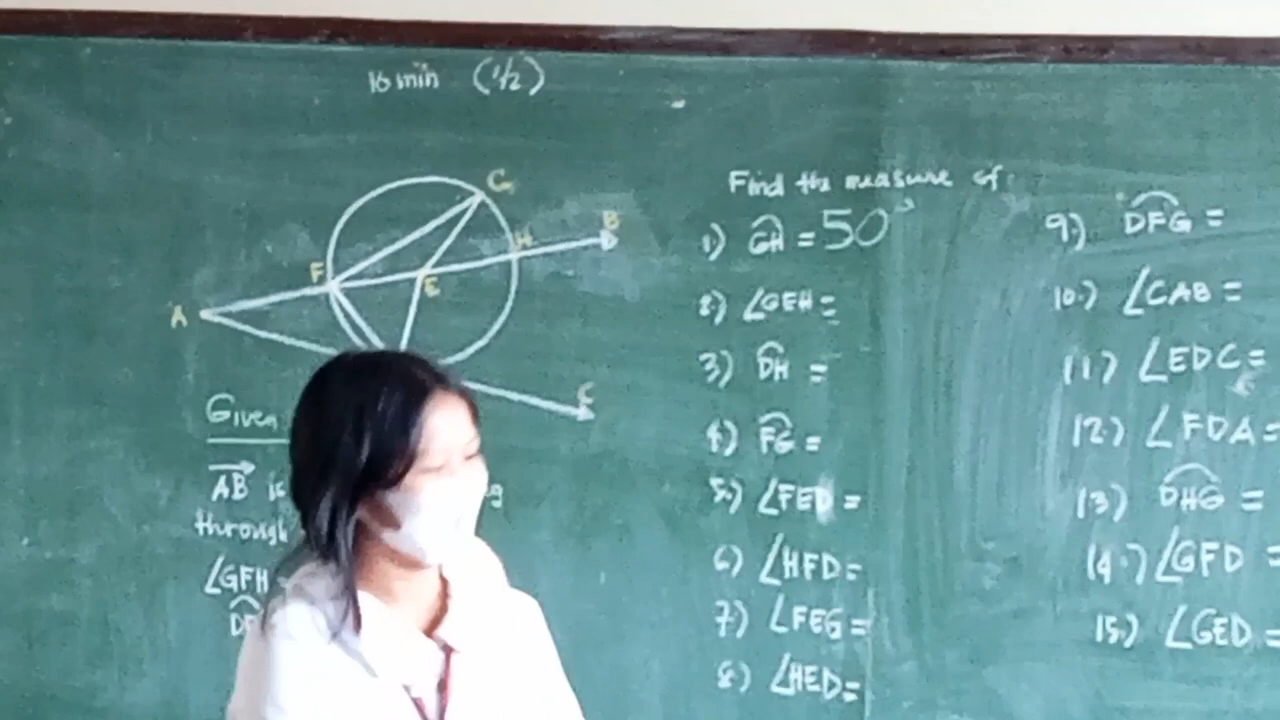 10 min (1/2)
G
B
H
F
E
A
C
Given
AB is
through
∠GFH
Find the measure of:
1) GH = 50°
2) ∠GEH =
3) DH =
4) FG =
5) ∠FED =
6) ∠HFD =
7) ∠FEG =
8) ∠HED =
9) DFG =
10) ∠CAB =
11) ∠EDC =
12) ∠FDA =
13) DHG =
14) ∠GFD =
15) ∠GED =